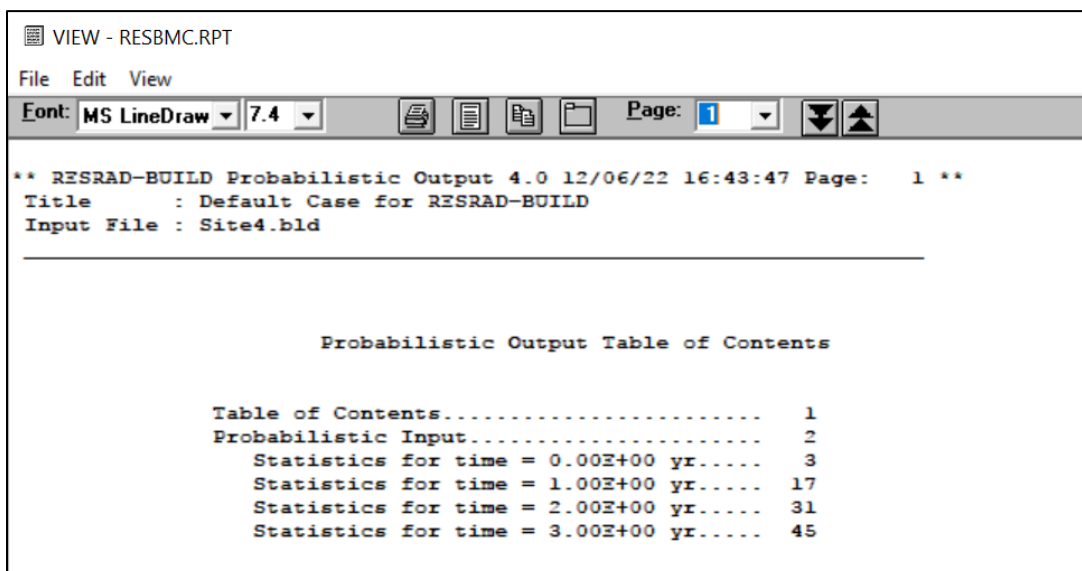 VIEW - RESBMC.RPT
File Edit View
Font: MS LineDraw 7.4 Page: 1
** RESRAD-BUILD Probabilistic Output 4.0 12/06/22 16:43:47 Page: 1 **
Title : Default Case for RESRAD-BUILD
Input File : Site4.bld
Probabilistic Output Table of Contents
Table of Contents........................ 1
Probabilistic Input...................... 2
Statistics for time = 0.00E+00 yr..... 3
Statistics for time = 1.00E+00 yr..... 17
Statistics for time = 2.00E+00 yr..... 31
Statistics for time = 3.00E+00 yr..... 45